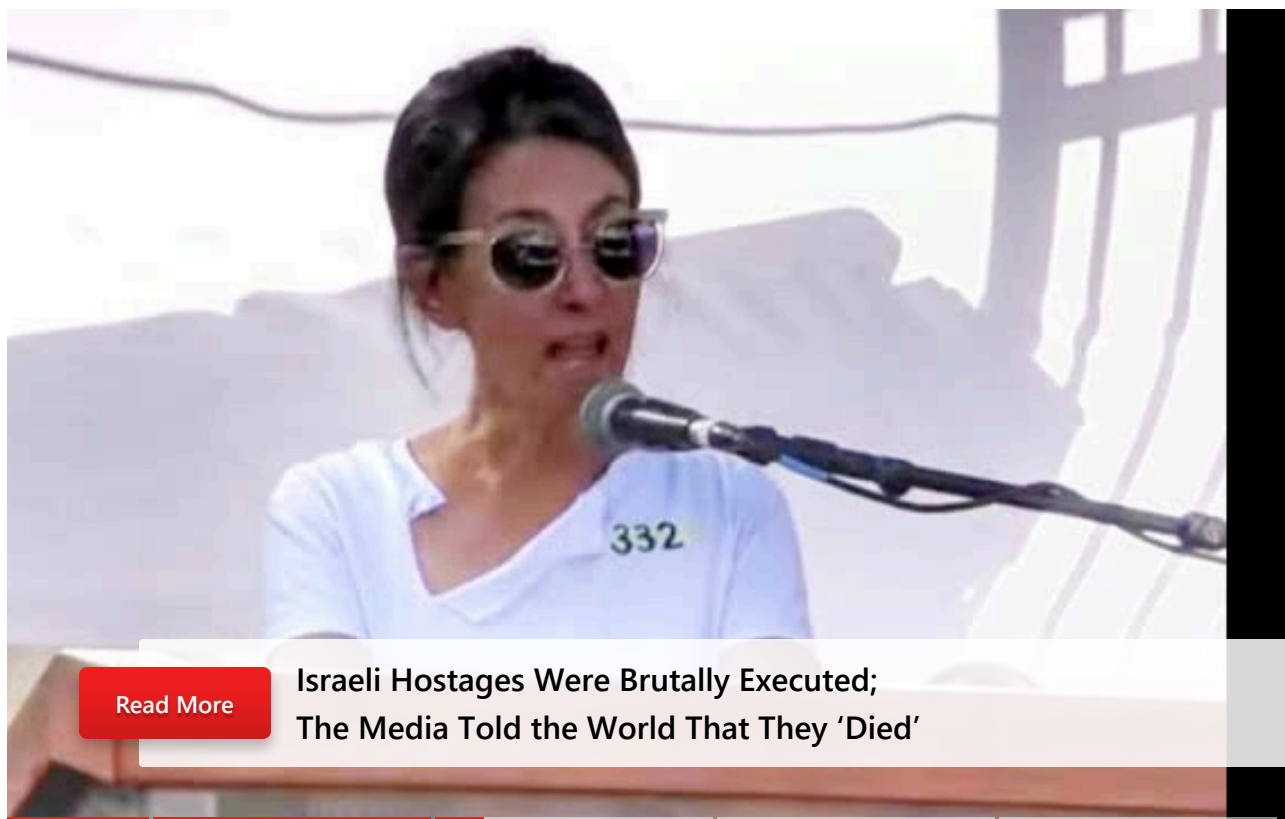 332
Read More
Israeli Hostages Were Brutally Executed;
The Media Told the World That They ‘Died’